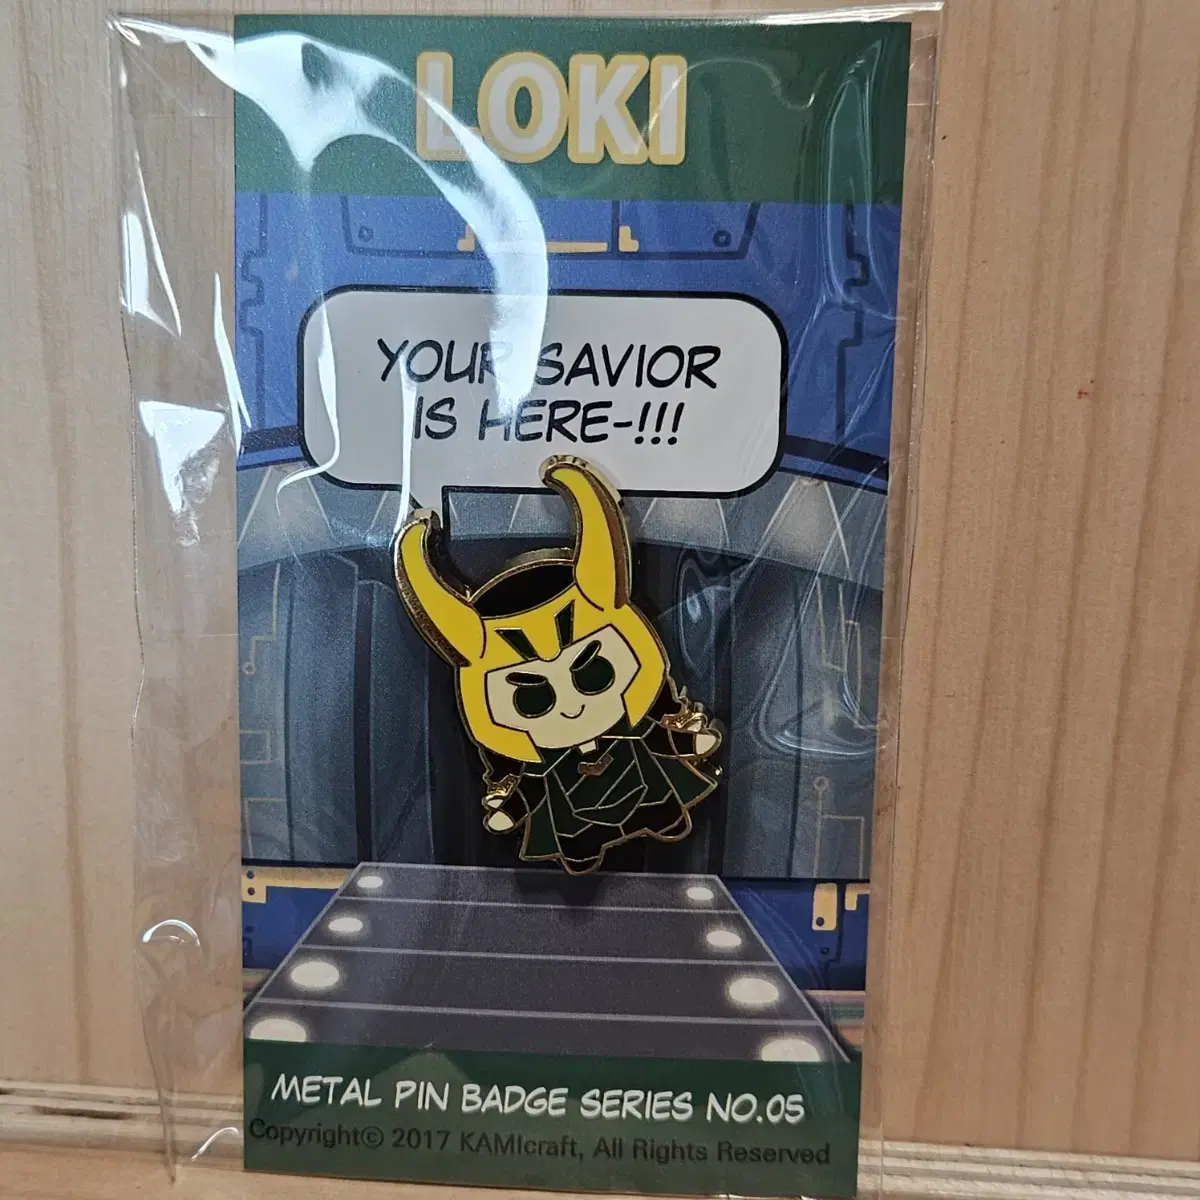 LOKI
YOUR SAVIOR
IS HERE-!!!
METAL PIN BADGE SERIES NO.05
Copyright© 2017 KAMIcraft, All Rights Reserved